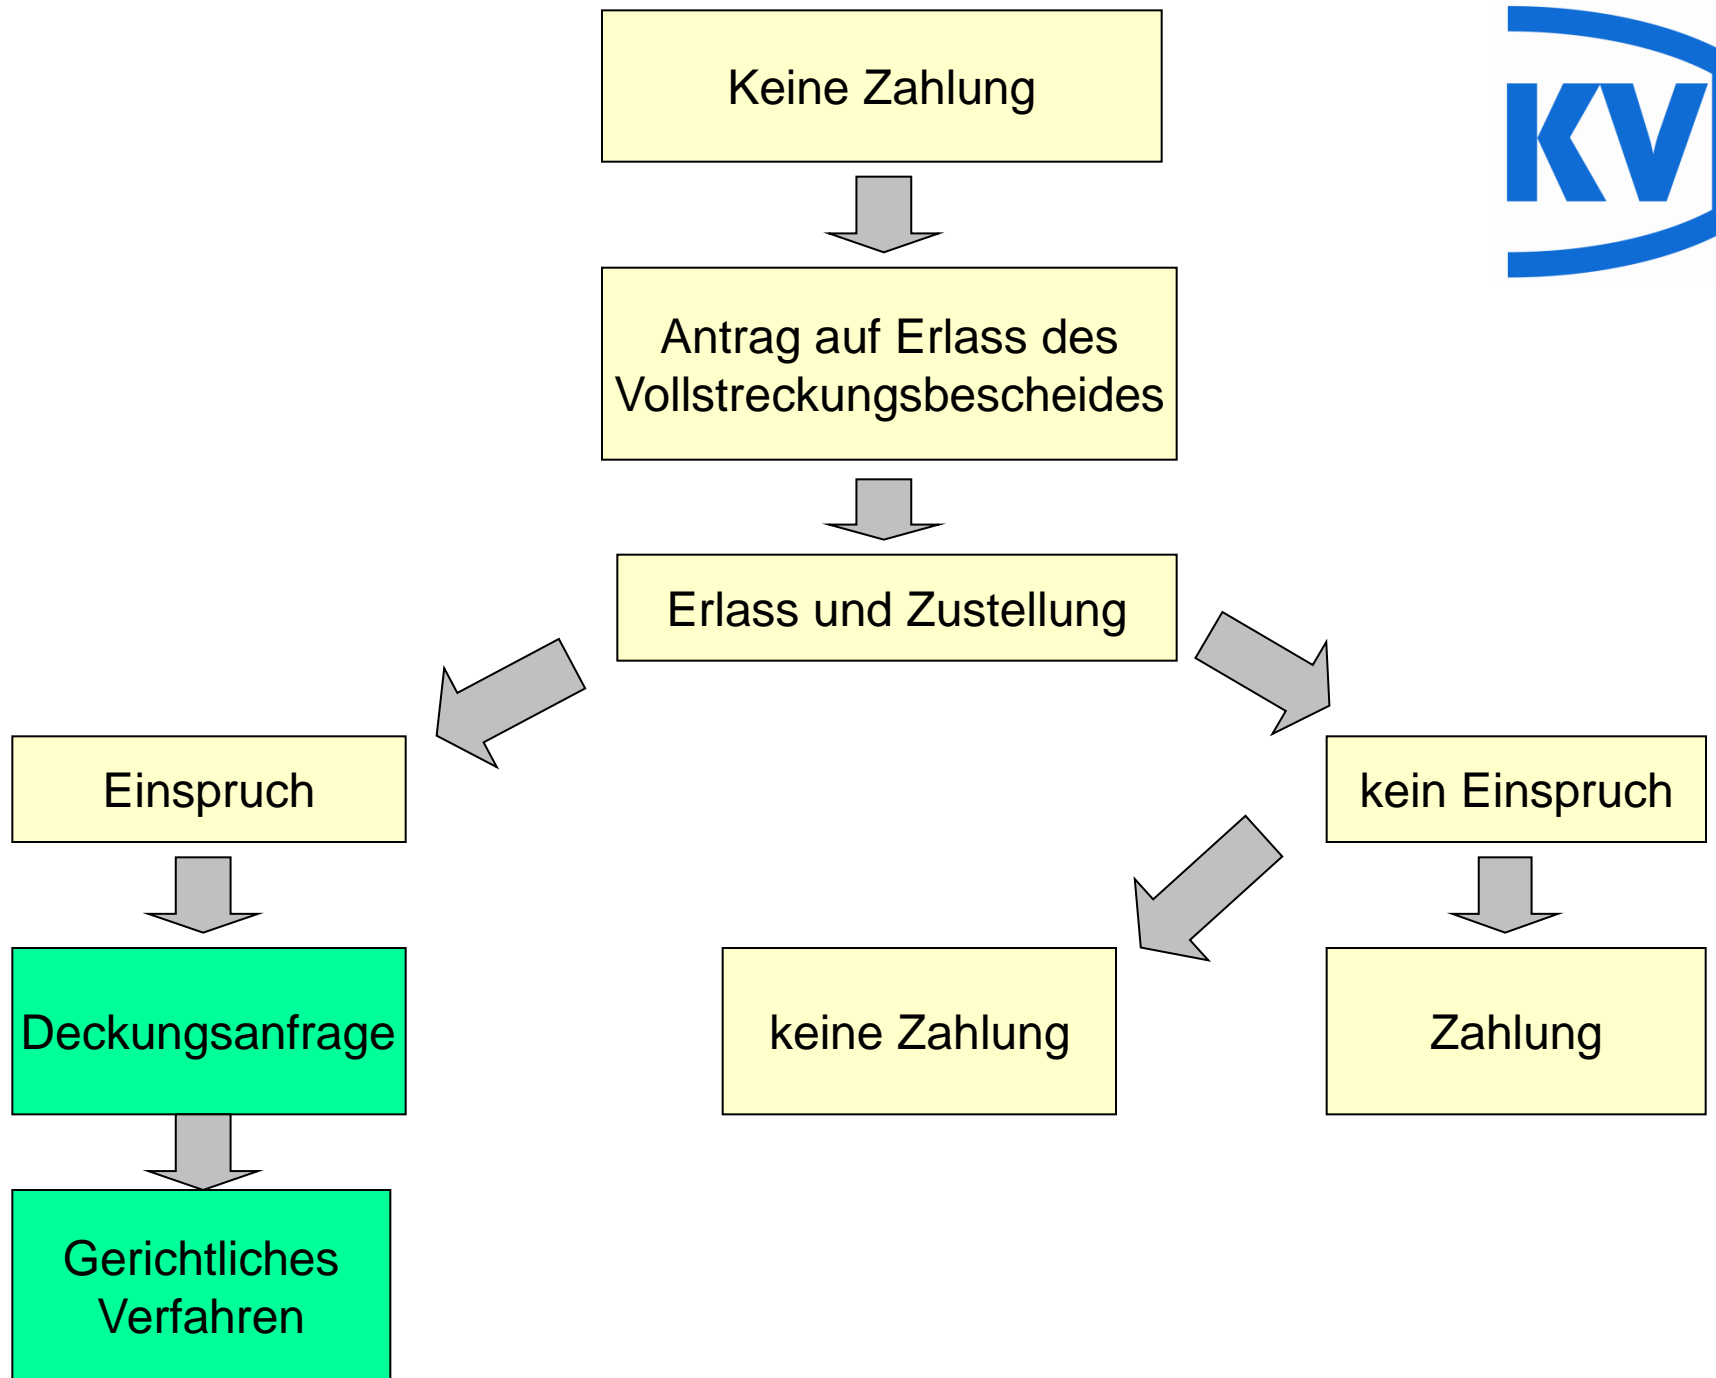 Keine Zahlung
KV
Antrag auf Erlass des
Vollstreckungsbescheides
Erlass und Zustellung
Einspruch
kein Einspruch
Deckungsanfrage
keine Zahlung
Zahlung
Gerichtliches
Verfahren